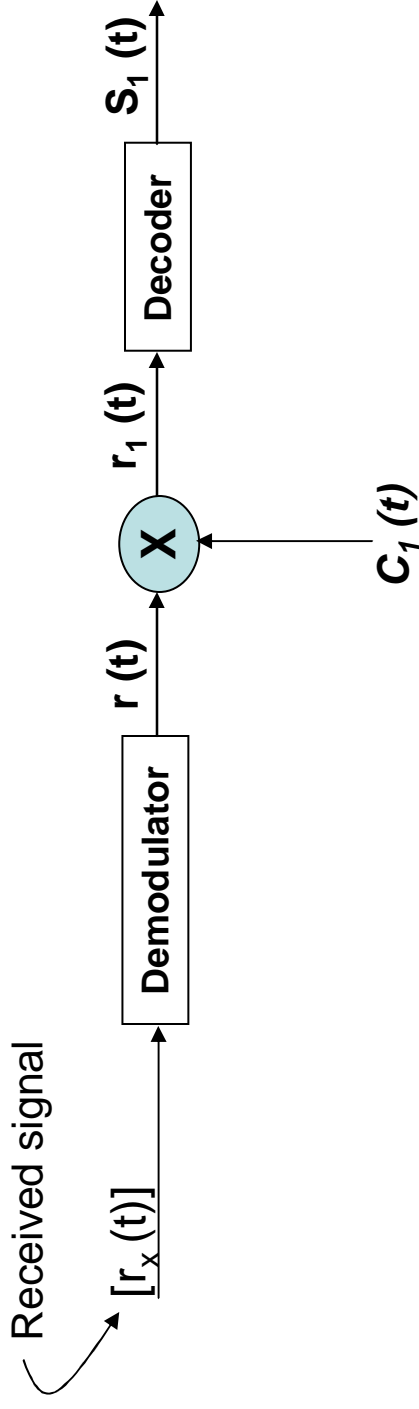 Received signal
[rₓ (t)]
Demodulator
r (t)
X
C₁ (t)
r₁ (t)
Decoder
S₁ (t)